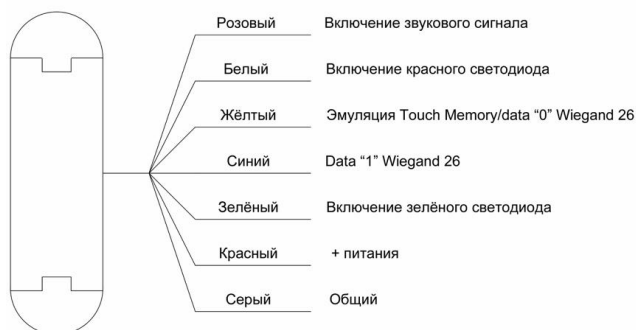 Розовый Включение звукового сигнала
Белый Включение красного светодиода
Жёлтый Эмуляция Touch Memory/data “0” Wiegand 26
Синий Data “1” Wiegand 26
Зелёный Включение зелёного светодиода
Красный + питания
Серый Общий